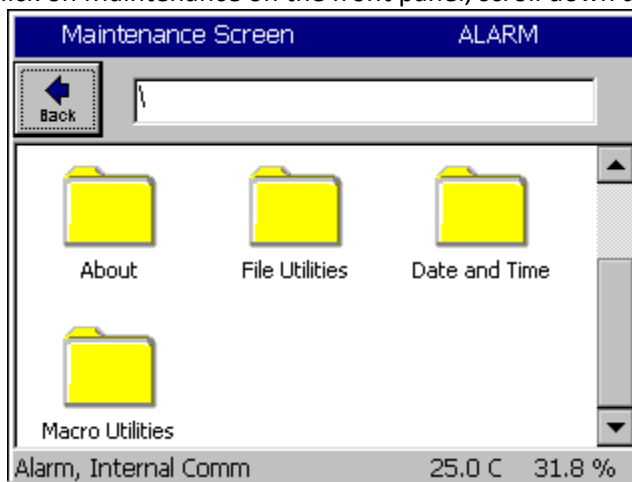 Maintenance Screen ALARM
Back
\
About File Utilities Date and Time
Macro Utilities
Alarm, Internal Comm 25.0 C 31.8 %